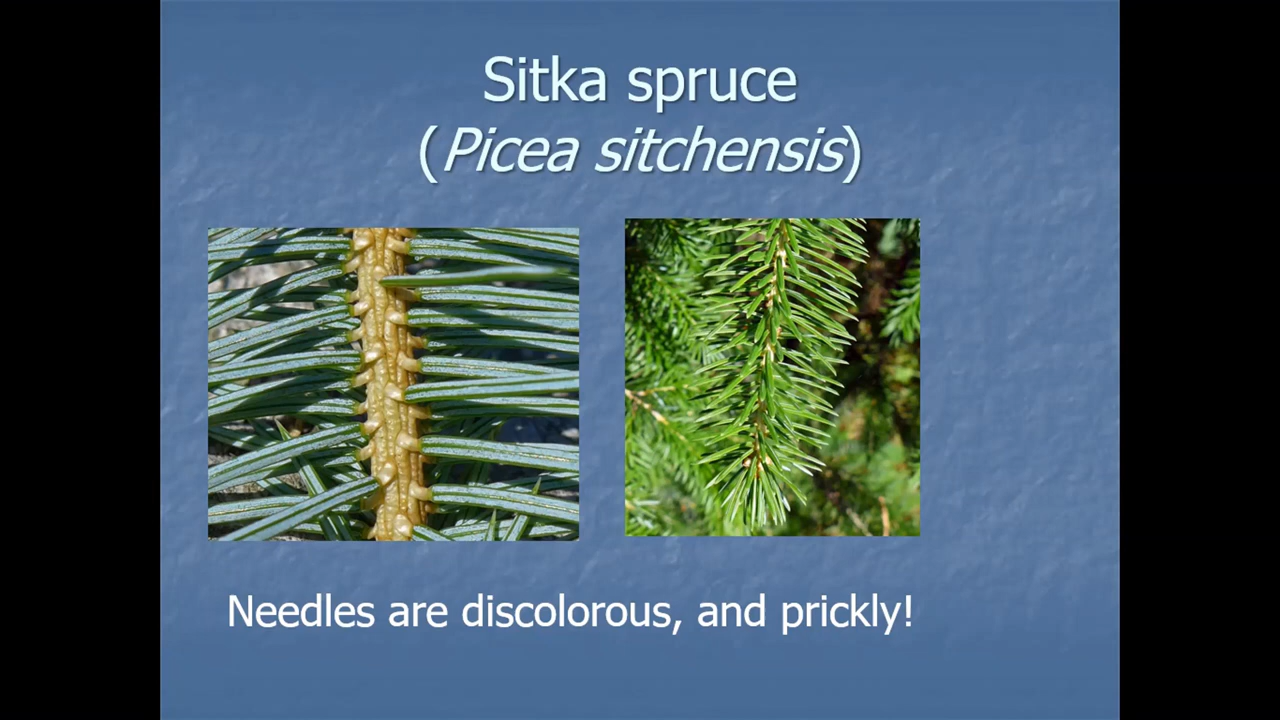 Sitka spruce
(Picea sitchensis)
Needles are discolorous, and prickly!